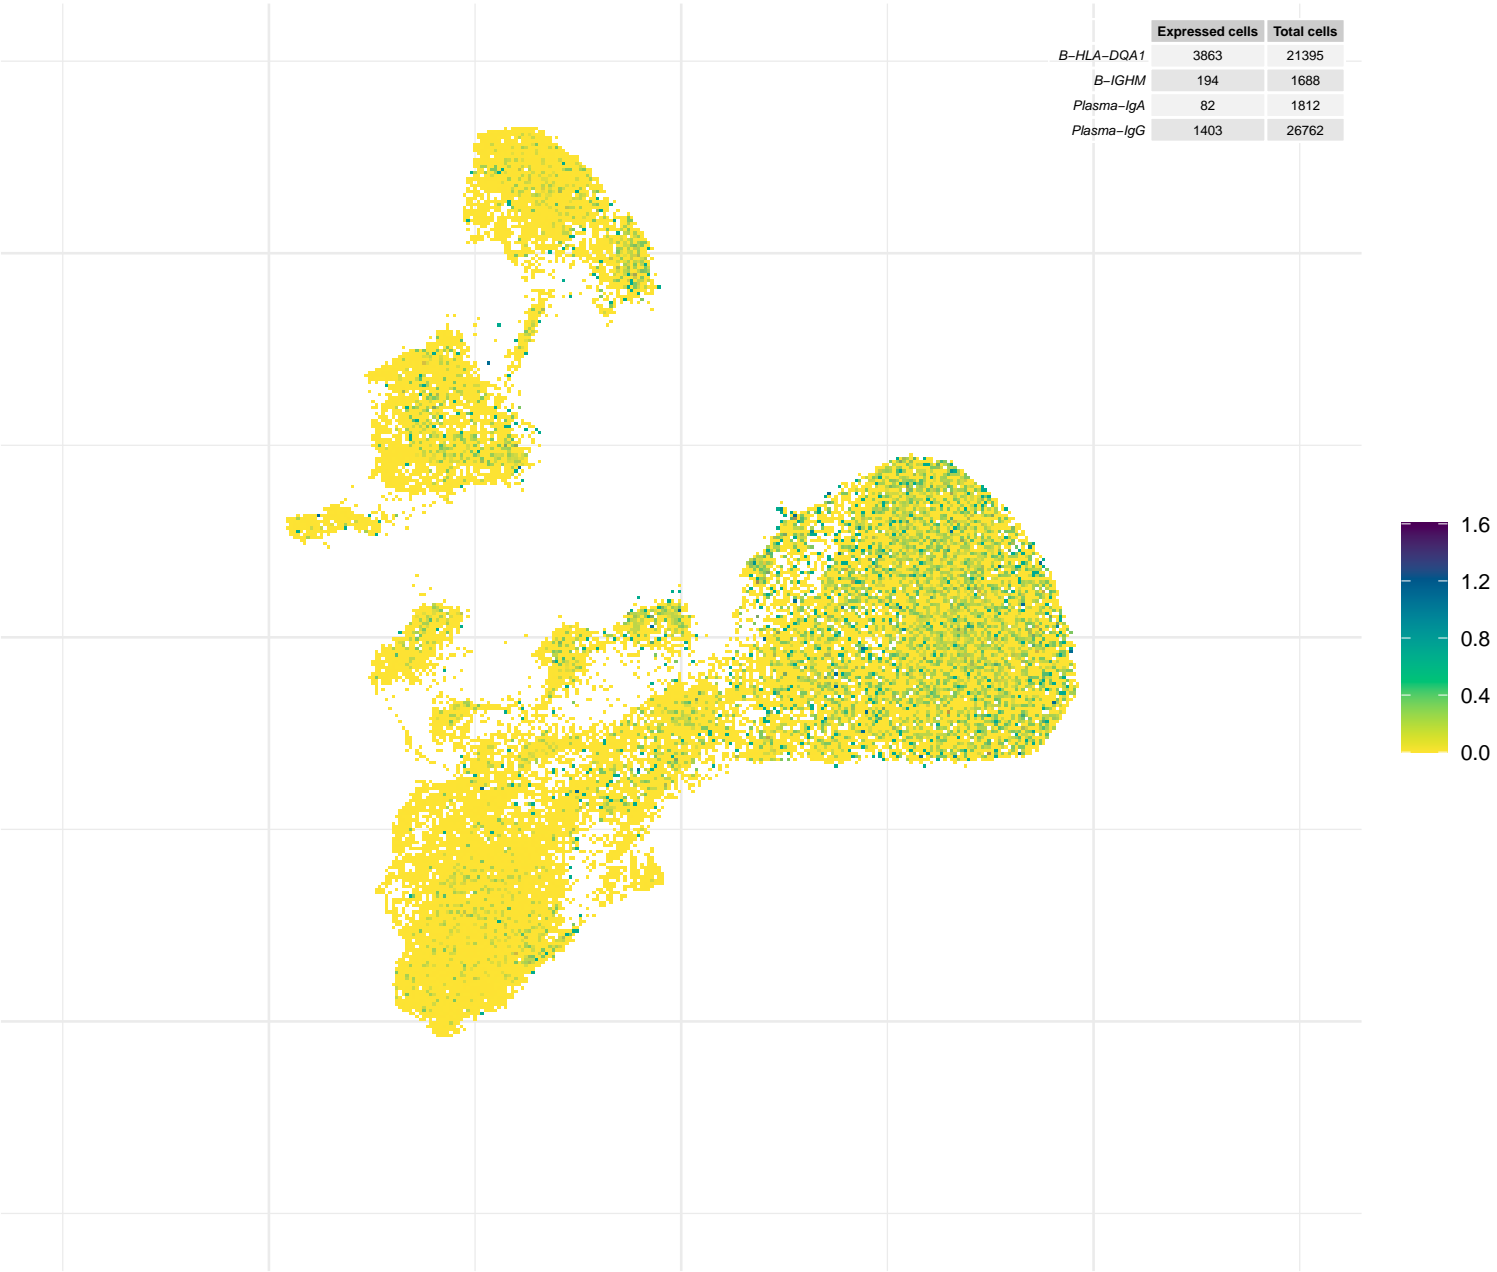 Expressed cells Total cells
B−HLA−DQA1 3863 21395
B−IGHM 194 1688
Plasma−IgA 82 1812
Plasma−IgG 1403 26762
1.6
1.2
0.8
0.4
0.0